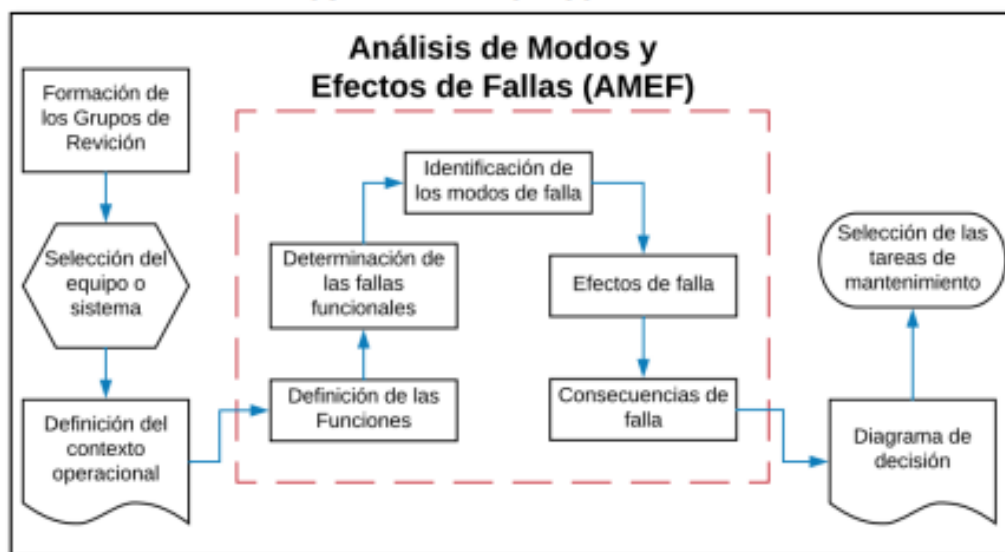 Análisis de Modos y
Efectos de Fallas (AMEF)
Formación de
los Grupos de
Revición
Selección del
equipo o
sistema
Definición del
contexto
operacional
Definición de las
Funciones
Determinación de
las fallas
funcionales
Identificación de
los modos de falla
Efectos de falla
Consecuencias de
falla
Diagrama de
decisión
Selección de las
tareas de
mantenimiento